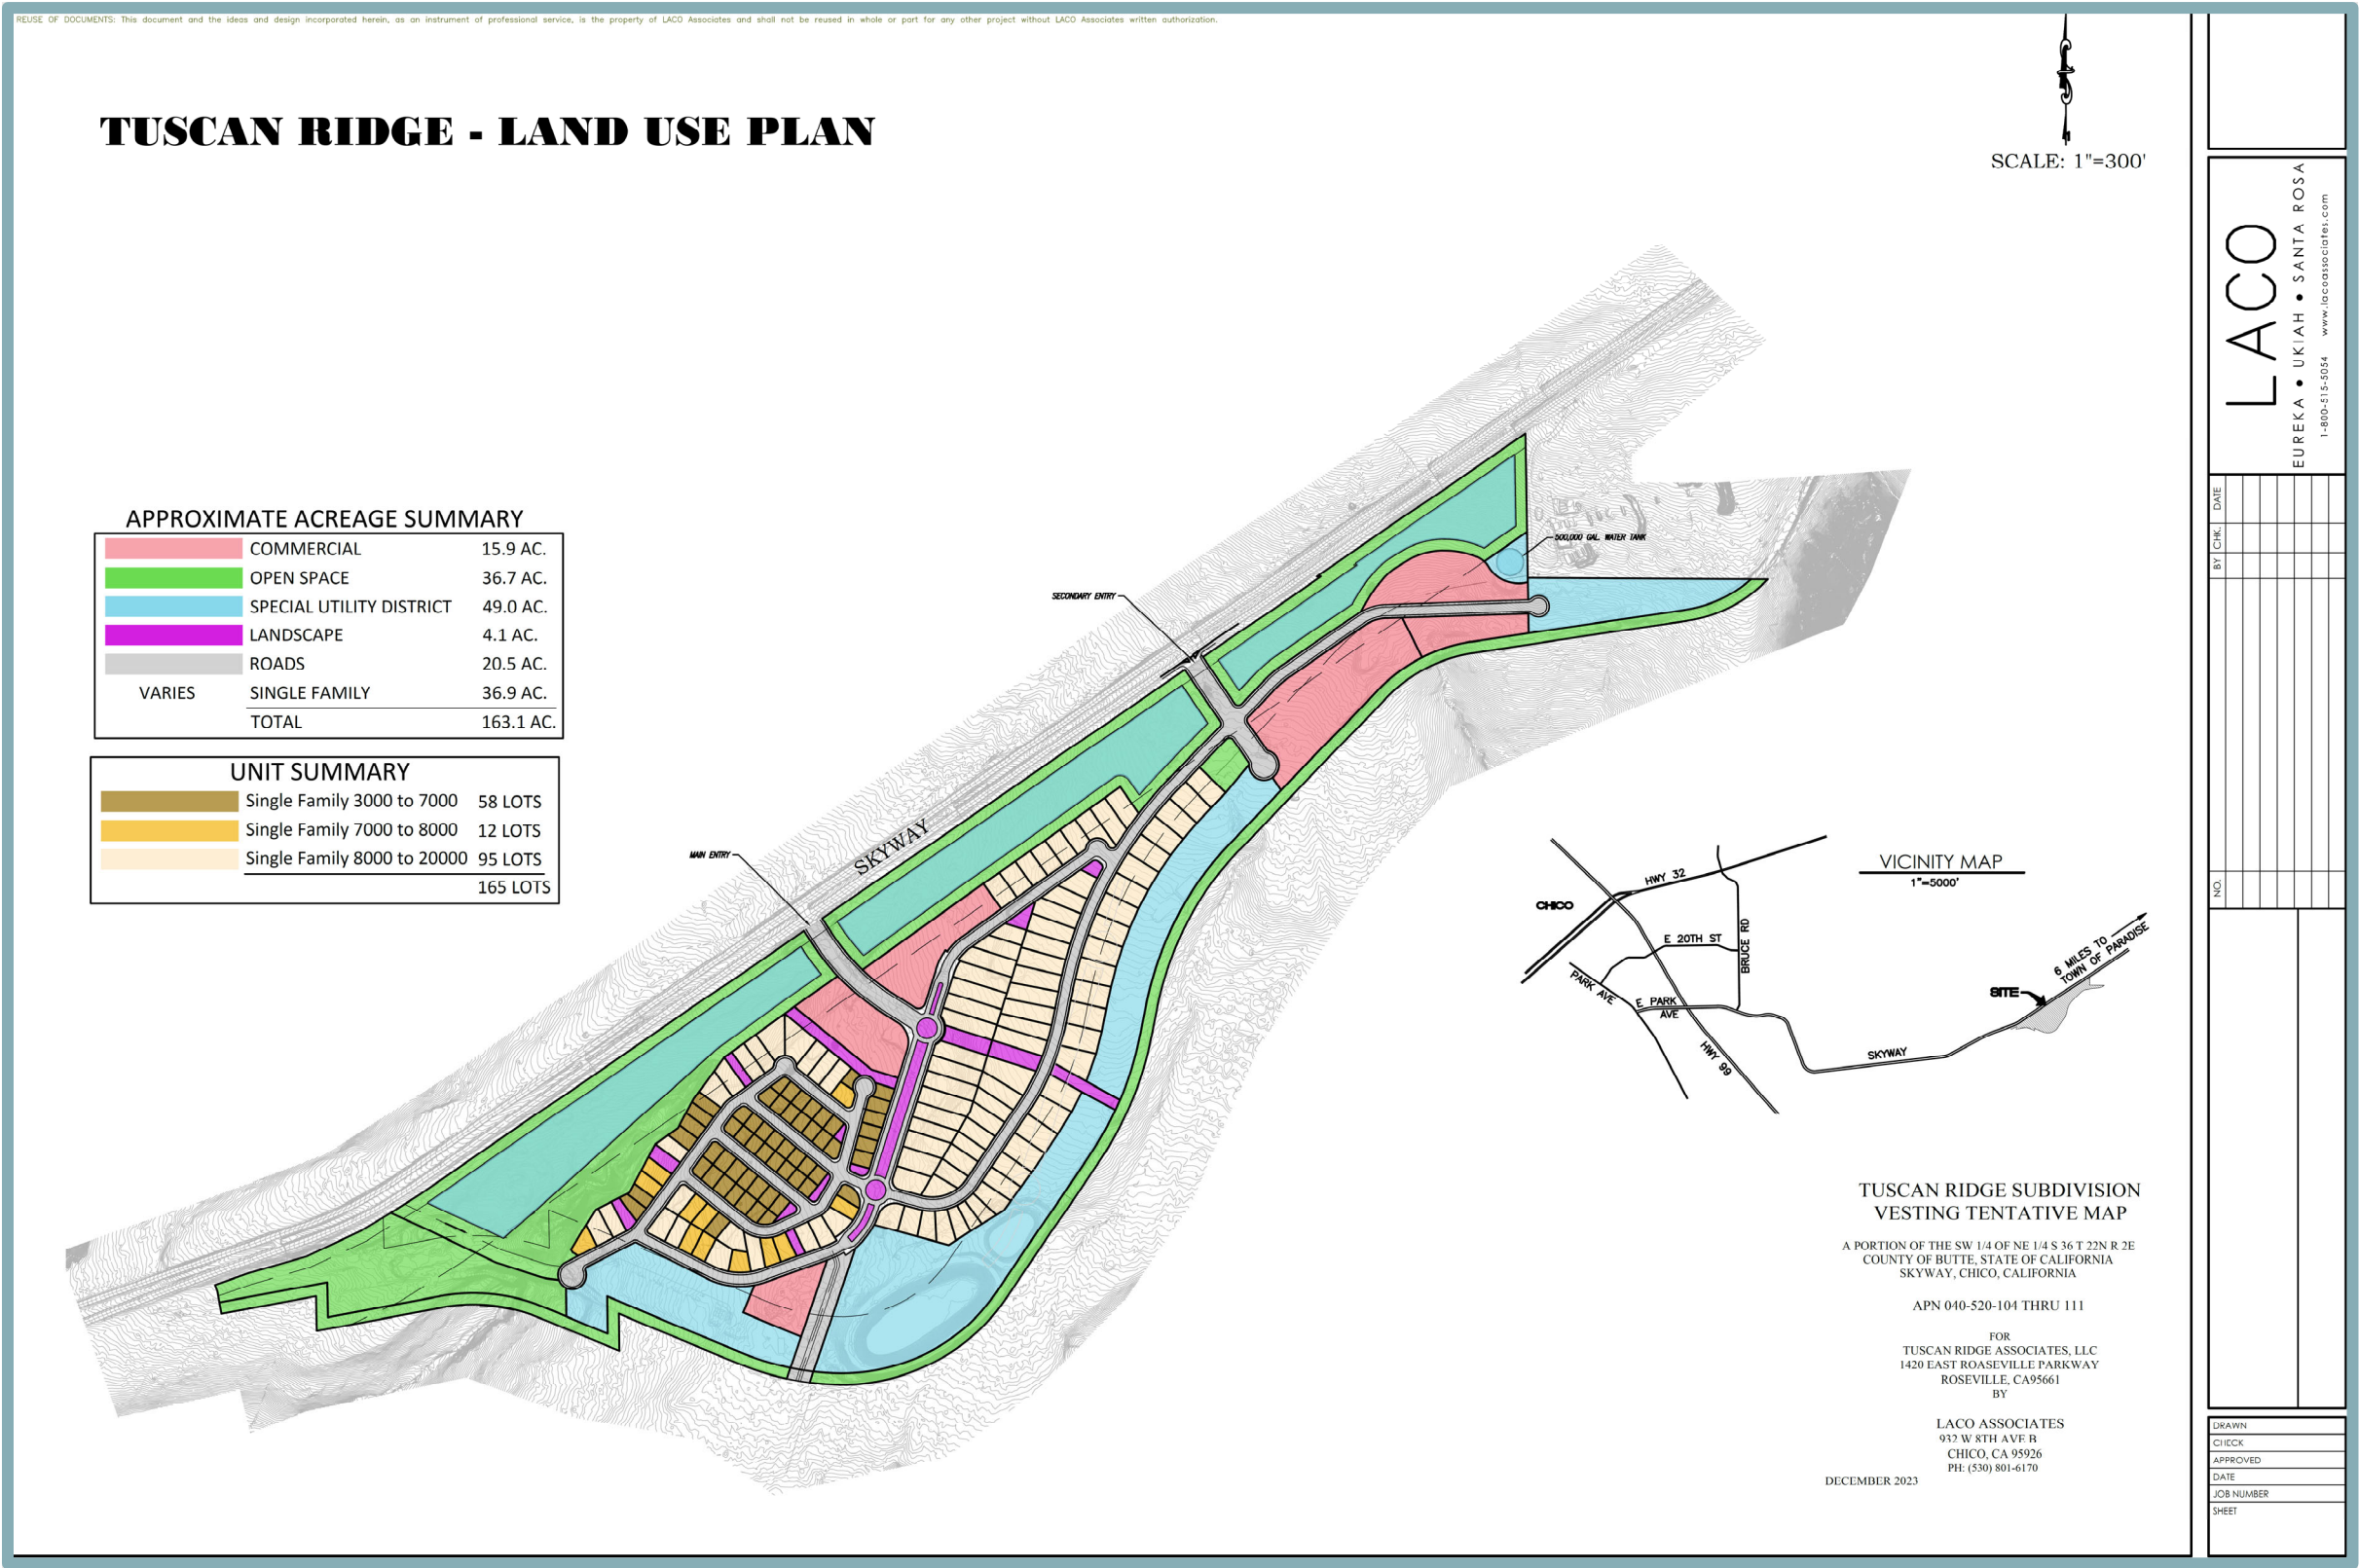 REUSE OF DOCUMENTS: This document and the ideas and design incorporated herein, as an instrument of professional service, is the property of LACO Associates and shall not be reused in whole or part for any other project without LACO Associates written authorization.
TUSCAN RIDGE - LAND USE PLAN
SCALE: 1"=300'
APPROXIMATE ACREAGE SUMMARY
COMMERCIAL 15.9 AC.
OPEN SPACE 36.7 AC.
SPECIAL UTILITY DISTRICT 49.0 AC.
LANDSCAPE 4.1 AC.
ROADS 20.5 AC.
VARIES SINGLE FAMILY 36.9 AC.
TOTAL 163.1 AC.
UNIT SUMMARY
Single Family 3000 to 7000 58 LOTS
Single Family 7000 to 8000 12 LOTS
Single Family 8000 to 20000 95 LOTS
165 LOTS
500,000 GAL. WATER TANK
SECONDARY ENTRY
MAIN ENTRY
SKYWAY
VICINITY MAP
1"=5000'
CHICO
HWY 32
E 20TH ST
BRUCE RD
PARK AVE
E PARK
AVE
HWY 99
SKYWAY
SITE
6 MILES TO
TOWN OF PARADISE
TUSCAN RIDGE SUBDIVISION
VESTING TENTATIVE MAP
A PORTION OF THE SW 1/4 OF NE 1/4 S 36 T 22N R 2E
COUNTY OF BUTTE, STATE OF CALIFORNIA
SKYWAY, CHICO, CALIFORNIA
APN 040-520-104 THRU 111
FOR
TUSCAN RIDGE ASSOCIATES, LLC
1420 EAST ROASEVILLE PARKWAY
ROSEVILLE, CA95661
BY
LACO ASSOCIATES
932 W 8TH AVE B
CHICO, CA 95926
PH: (530) 801-6170
DECEMBER 2023
LACO
EUREKA • UKIAH • SANTA ROSA
1-800-515-5054 www.lacoassociates.com
NO. BY CHK. DATE
DRAWN
CHECK
APPROVED
DATE
JOB NUMBER
SHEET